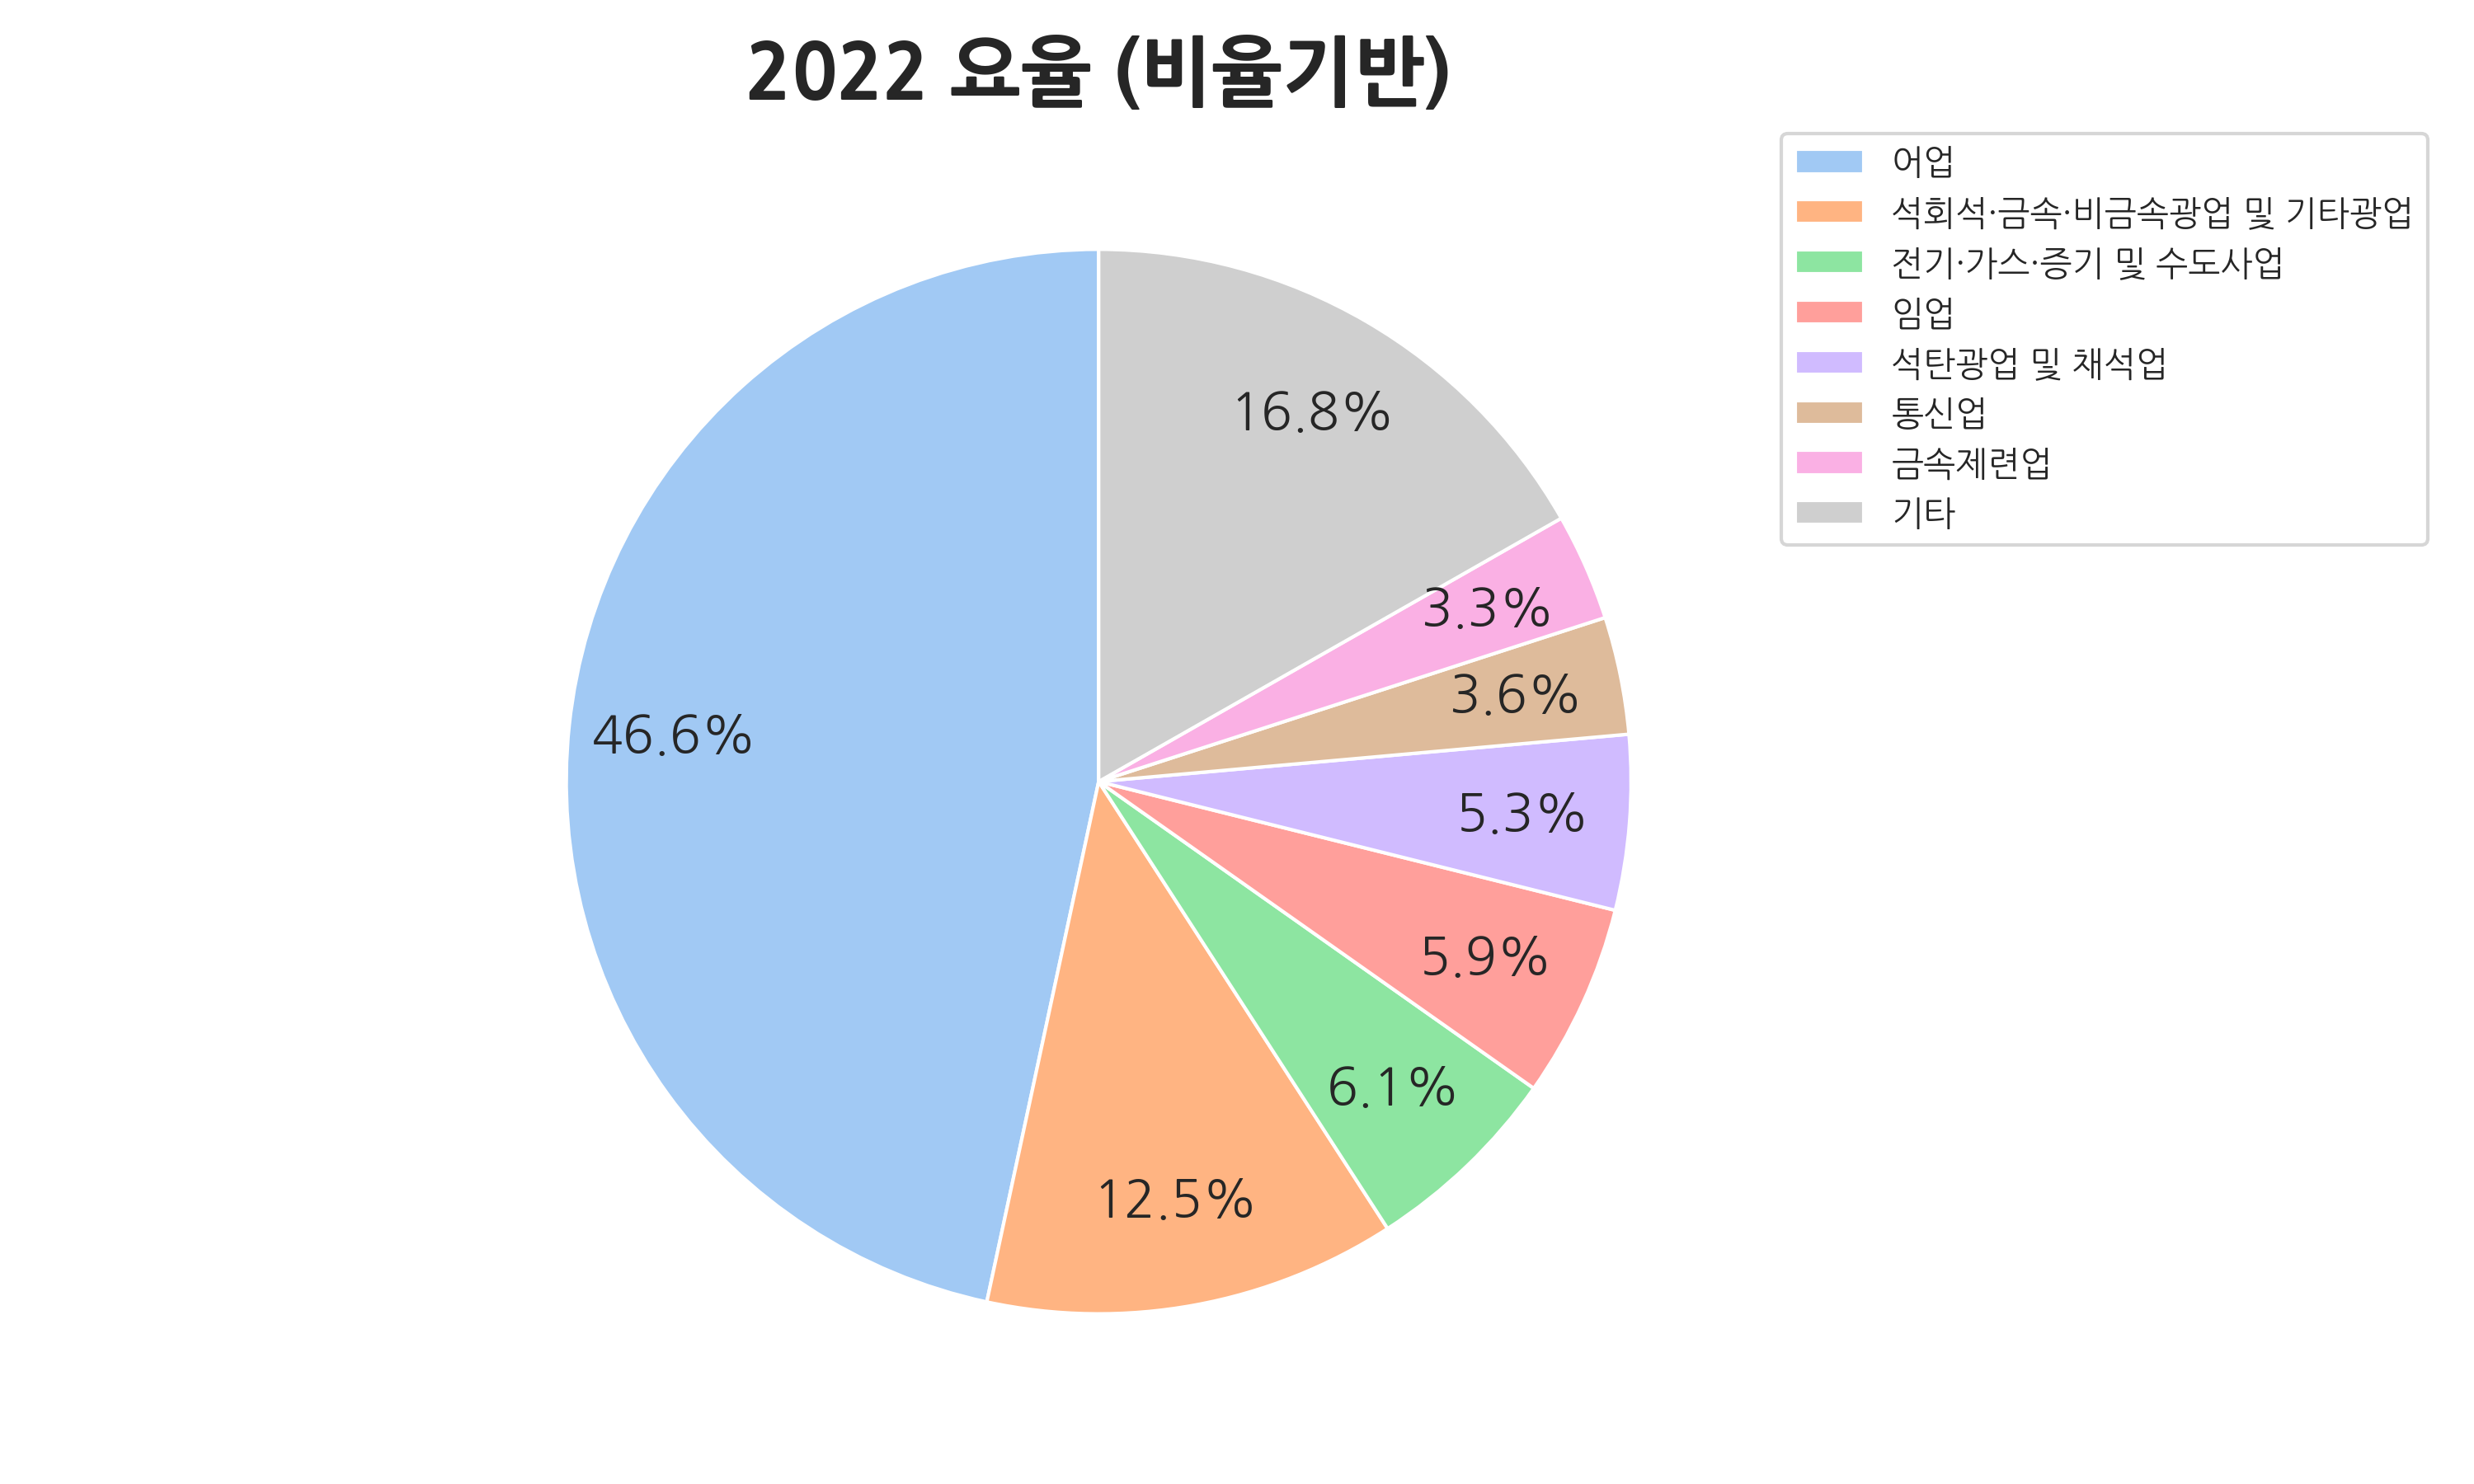 2022 요율 (비율기반)
어업
석회석·금속·비금속광업 및 기타광업
전기·가스·증기 및 수도사업
임업
석탄광업 및 채석업
통신업
금속제련업
기타
16.8%
3.3%
3.6%
46.6%
5.3%
5.9%
6.1%
12.5%